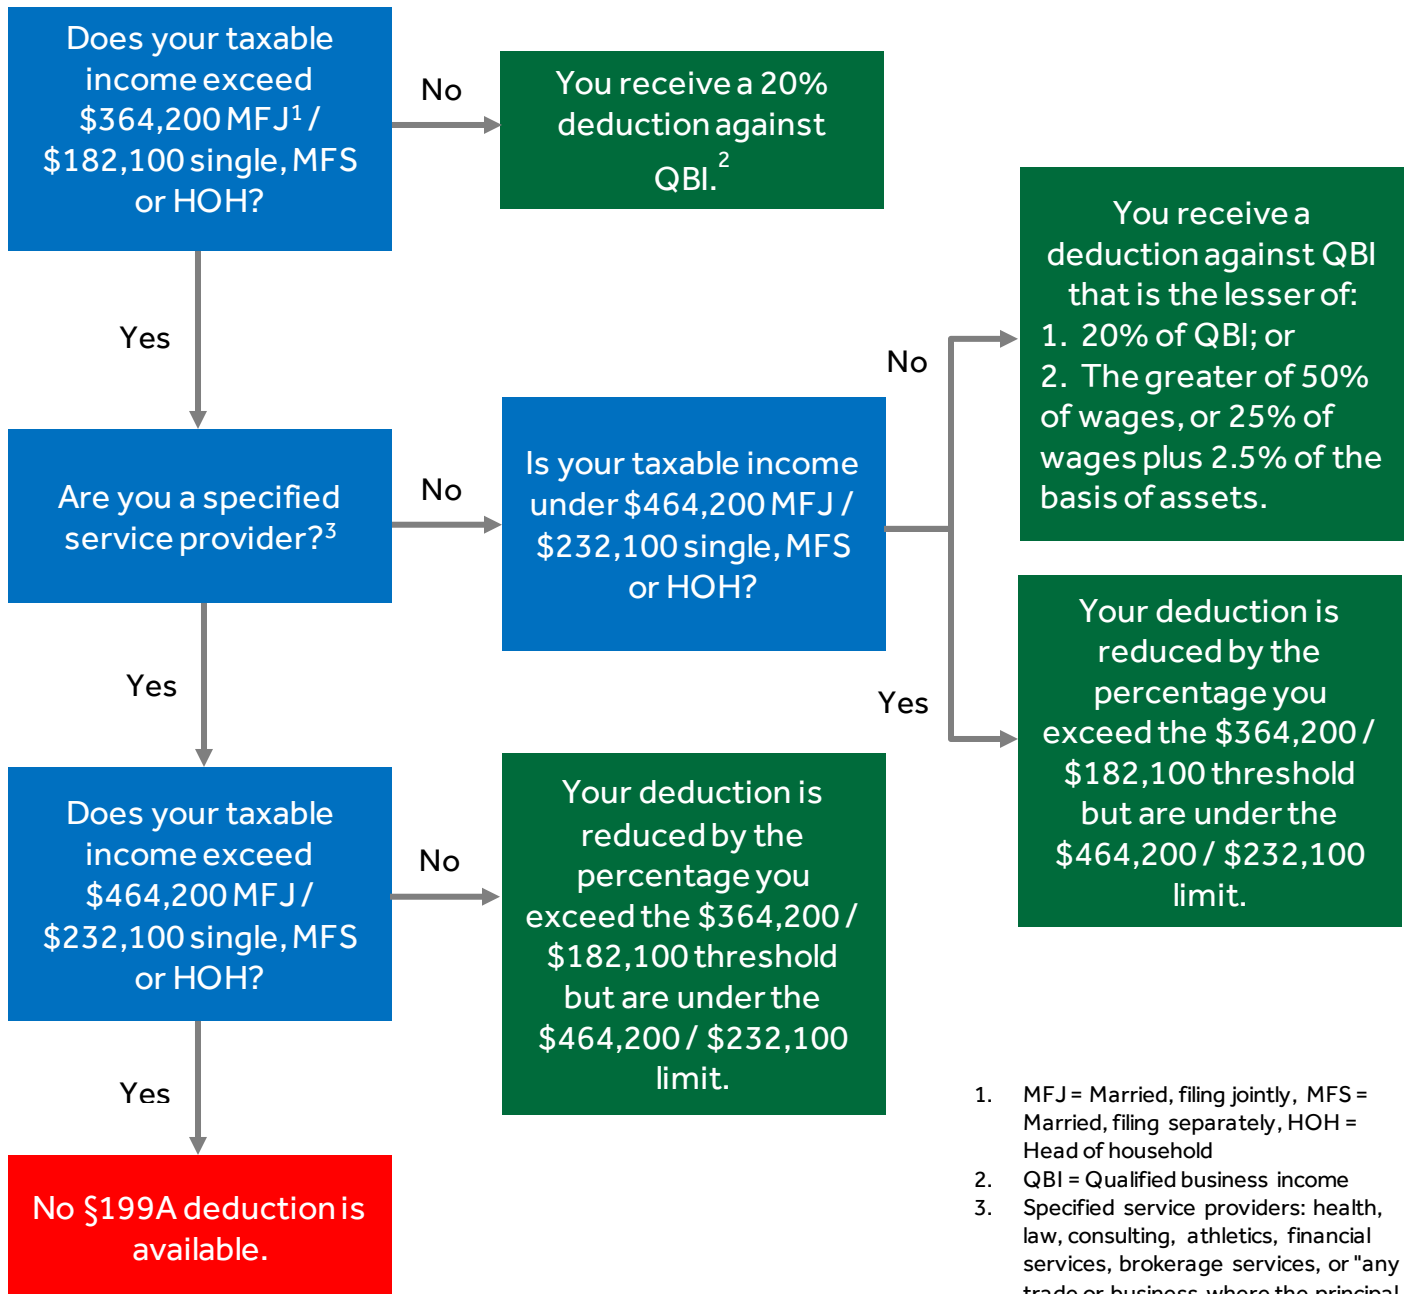 Does your taxable
income exceed
$364,200 MFJ¹ /
$182,100 single, MFS
or HOH?
No
You receive a 20%
deduction against
QBI.²
Yes
You receive a
deduction against QBI
that is the lesser of:
1. 20% of QBI; or
2. The greater of 50%
of wages, or 25% of
wages plus 2.5% of the
basis of assets.
No
Are you a specified
service provider?³
No
Is your taxable income
under $464,200 MFJ /
$232,100 single, MFS
or HOH?
Yes
Your deduction is
reduced by the
percentage you
exceed the $364,200 /
$182,100 threshold
but are under the
$464,200 / $232,100
limit.
Yes
Does your taxable
income exceed
$464,200 MFJ /
$232,100 single, MFS
or HOH?
No
Your deduction is
reduced by the
percentage you
exceed the $364,200 /
$182,100 threshold
but are under the
$464,200 / $232,100
limit.
Yes
No §199A deduction is
available.
1. MFJ = Married, filing jointly, MFS =
Married, filing separately, HOH =
Head of household
2. QBI = Qualified business income
3. Specified service providers: health,
law, consulting, athletics, financial
services, brokerage services, or "any
trade or business where the principal